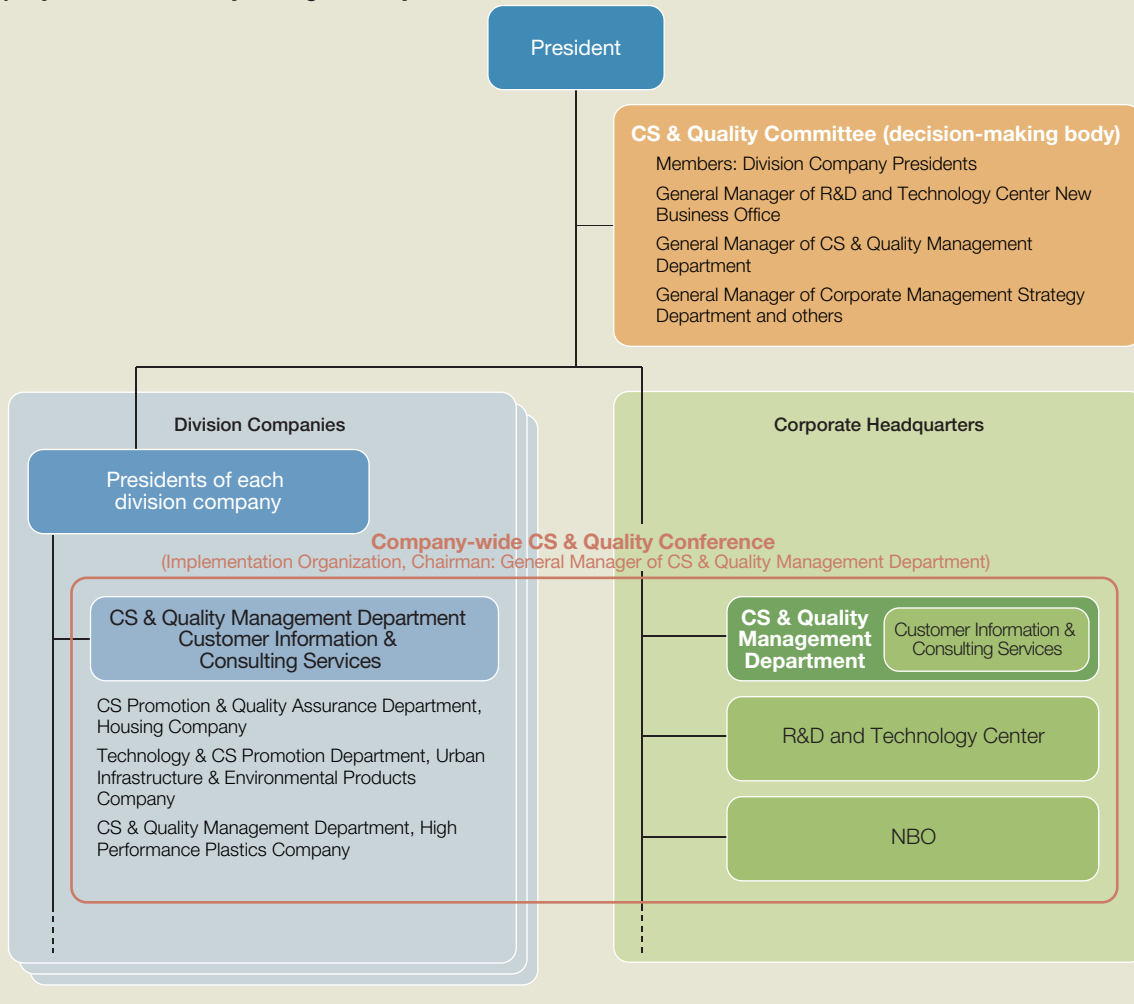 President
CS & Quality Committee (decision-making body)
Members: Division Company Presidents
General Manager of R&D and Technology Center New
Business Office
General Manager of CS & Quality Management
Department
General Manager of Corporate Management Strategy
Department and others
Division Companies
Presidents of each
division company
Corporate Headquarters
Company-wide CS & Quality Conference
(Implementation Organization, Chairman: General Manager of CS & Quality Management Department)
CS & Quality Management Department
Customer Information &
Consulting Services
CS Promotion & Quality Assurance Department,
Housing Company
Technology & CS Promotion Department, Urban
Infrastructure & Environmental Products
Company
CS & Quality Management Department, High
Performance Plastics Company
CS & Quality
Management
Department
Customer Information &
Consulting Services
R&D and Technology Center
NBO